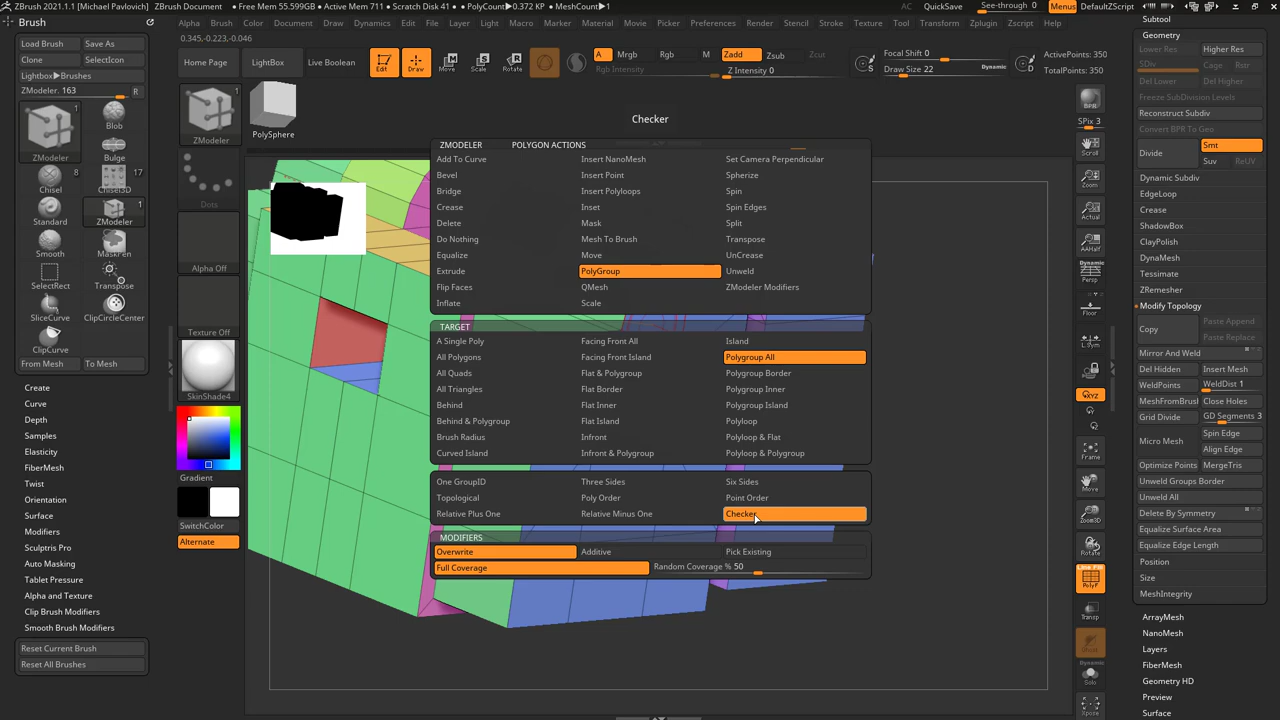 ZBrush 2021.1.1 [Michael Pavlovich]
ZBrush Document
• Free Mem 55.599GB • Active Mem 711 • Scratch Disk 41 •
PolyCount▶0.372 KP
• MeshCount▶1
AC
QuickSave
See-through 0
Menus
DefaultZScript
Brush
Alpha
Brush
Color
Document
Draw
Dynamics
Edit
File
Layer
Light
Macro
Marker
Material
Movie
Picker
Preferences
Render
Stencil
Stroke
Texture
Tool
Transform
Zplugin
Zscript
Help
0.345,-0.223,-0.046
Load Brush
Save As
Clone
SelectIcon
Lightbox▶Brushes
ZModeler. 163
R
ZModeler
1
Blob
Bulge
Chisel
8
Chisel3D
17
Standard
ZModeler
1
Smooth
MaskPen
SelectRect
Transpose
SliceCurve
ClipCircleCenter
ClipCurve
From Mesh
To Mesh
Create
Curve
Depth
Samples
Elasticity
FiberMesh
Twist
Orientation
Surface
Modifiers
Sculptris Pro
Auto Masking
Tablet Pressure
Alpha and Texture
Clip Brush Modifiers
Smooth Brush Modifiers
Reset Current Brush
Reset All Brushes
Home Page
LightBox
Live Boolean
Edit
Draw
Move
Scale
Rotate
A
Mrgb
Rgb
M
Zadd
Zsub
Zcut
Rgb Intensity
Z Intensity 0
Focal Shift 0
Draw Size 22
Dynamic
S
D
ActivePoints: 350
TotalPoints: 350
ZModeler
1
PolySphere
Dots
Alpha Off
Texture Off
SkinShade4
Gradient
SwitchColor
Alternate
Checker
ZMODELER
POLYGON ACTIONS
Add To Curve
Insert NanoMesh
Set Camera Perpendicular
Bevel
Insert Point
Spherize
Bridge
Insert Polyloops
Spin
Crease
Inset
Spin Edges
Delete
Mask
Split
Do Nothing
Mesh To Brush
Transpose
Equalize
Move
UnCrease
Extrude
PolyGroup
Unweld
Flip Faces
QMesh
ZModeler Modifiers
Inflate
Scale
TARGET
A Single Poly
Facing Front All
Island
All Polygons
Facing Front Island
Polygroup All
All Quads
Flat & Polygroup
Polygroup Border
All Triangles
Flat Border
Polygroup Inner
Behind
Flat Inner
Polygroup Island
Behind & Polygroup
Flat Island
Polyloop
Brush Radius
Infront
Polyloop & Flat
Curved Island
Infront & Polygroup
Polyloop & Polygroup
One GroupID
Three Sides
Six Sides
Topological
Poly Order
Point Order
Relative Plus One
Relative Minus One
Checker
MODIFIERS
Overwrite
Additive
Pick Existing
Full Coverage
Random Coverage % 50
BPR
SPix 3
Scroll
Zoom
Actual
AAHalf
Dynamic
Persp
Floor
L.Sym
XYZ
Frame
Move
Zoom3D
Rotate
Line Fill
PolyF
Transp
Ghost
Dynamic
Solo
Xpose
Subtool
Geometry
Lower Res
Higher Res
SDiv
Cage
Rstr
Del Lower
Del Higher
Freeze SubDivision Levels
Reconstruct Subdiv
Convert BPR To Geo
Divide
Smt
Suv
ReUV
Dynamic Subdiv
EdgeLoop
Crease
ShadowBox
ClayPolish
DynaMesh
Tessimate
ZRemesher
Modify Topology
Copy
Paste Append
Paste Replace
Mirror And Weld
Del Hidden
Insert Mesh
WeldPoints
WeldDist 1
MeshFromBrush
Close Holes
Grid Divide
GD Segments 3
Micro Mesh
Spin Edge
Align Edge
Optimize Points
MergeTris
Unweld Groups Border
Unweld All
Delete By Symmetry
Equalize Surface Area
Equalize Edge Length
Position
Size
MeshIntegrity
ArrayMesh
NanoMesh
Layers
FiberMesh
Geometry HD
Preview
Surface